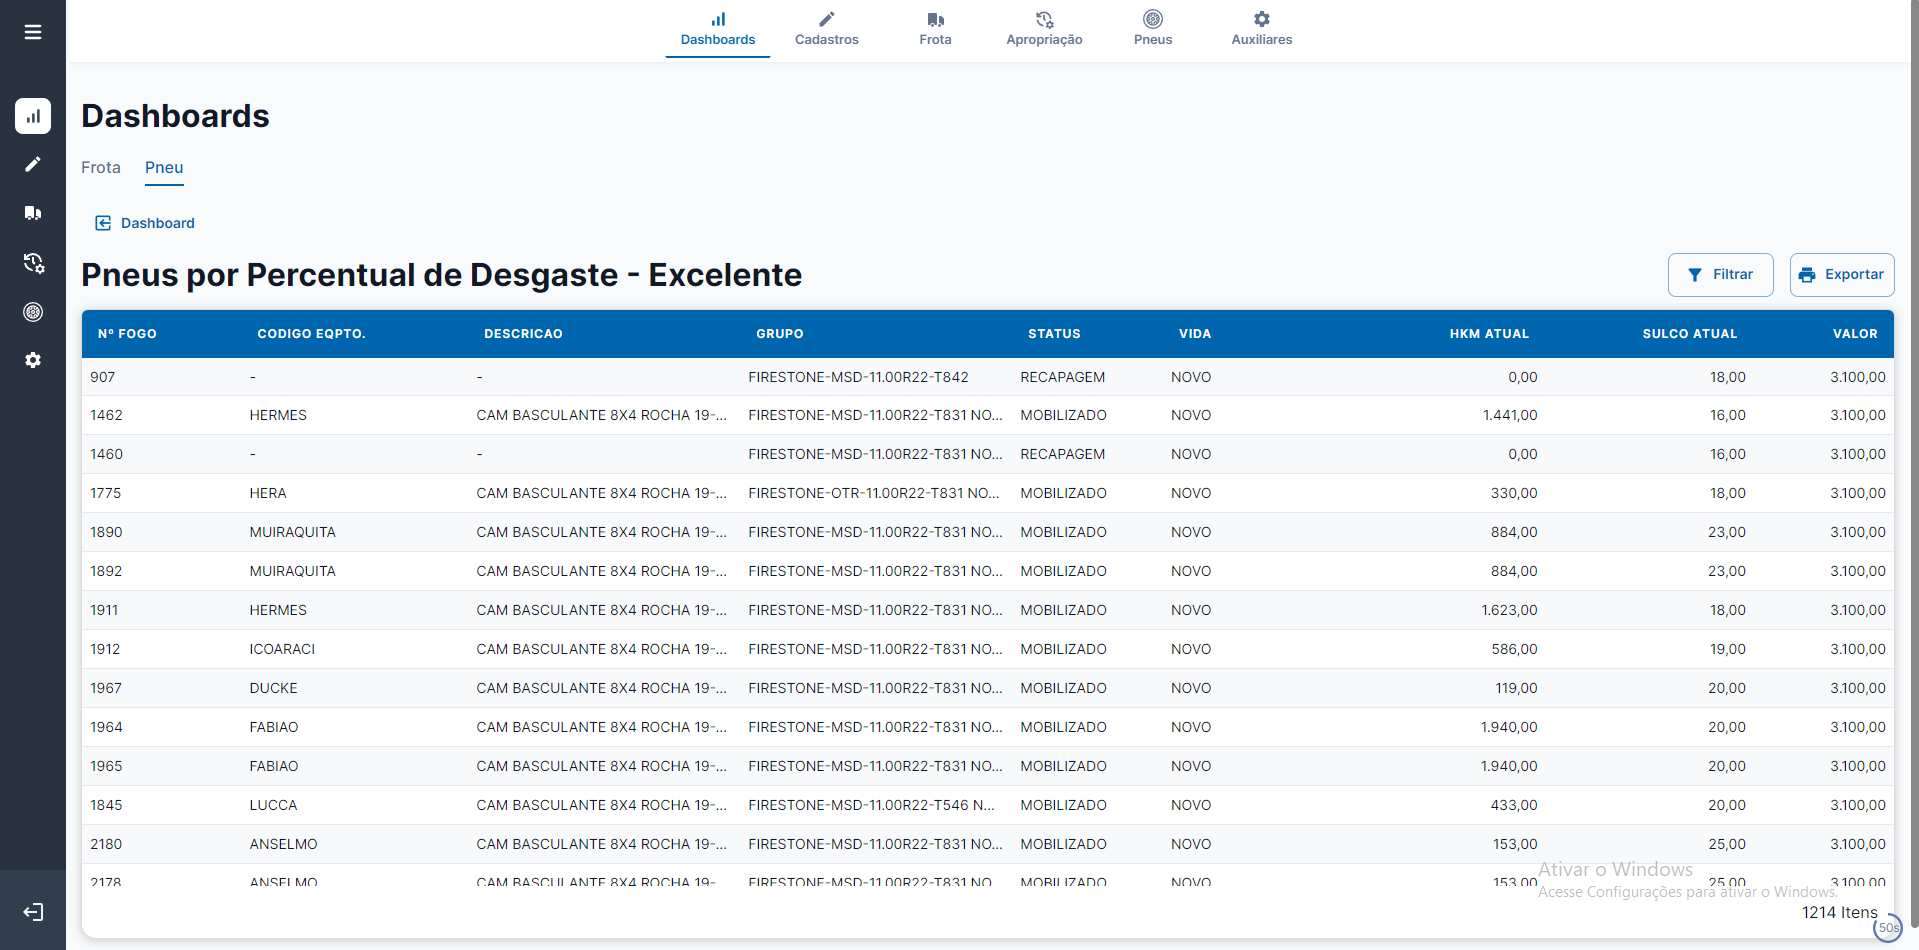 Dashboards Cadastros Frota Apropriação Pneus Auxiliares
Dashboards
Frota Pneu
Dashboard
Pneus por Percentual de Desgaste - Excelente
Filtrar Exportar
Nº FOGO CODIGO EQPTO. DESCRICAO GRUPO STATUS VIDA HKM ATUAL SULCO ATUAL VALOR
907 - - FIRESTONE-MSD-11.00R22-T842 RECAPAGEM NOVO 0,00 18,00 3.100,00
1462 HERMES CAM BASCULANTE 8X4 ROCHA 19-... FIRESTONE-MSD-11.00R22-T831 NO... MOBILIZADO NOVO 1.441,00 16,00 3.100,00
1460 - - FIRESTONE-MSD-11.00R22-T831 NO... RECAPAGEM NOVO 0,00 16,00 3.100,00
1775 HERA CAM BASCULANTE 8X4 ROCHA 19-... FIRESTONE-OTR-11.00R22-T831 NO... MOBILIZADO NOVO 330,00 18,00 3.100,00
1890 MUIRAQUITA CAM BASCULANTE 8X4 ROCHA 19-... FIRESTONE-MSD-11.00R22-T831 NO... MOBILIZADO NOVO 884,00 23,00 3.100,00
1892 MUIRAQUITA CAM BASCULANTE 8X4 ROCHA 19-... FIRESTONE-MSD-11.00R22-T831 NO... MOBILIZADO NOVO 884,00 23,00 3.100,00
1911 HERMES CAM BASCULANTE 8X4 ROCHA 19-... FIRESTONE-MSD-11.00R22-T831 NO... MOBILIZADO NOVO 1.623,00 18,00 3.100,00
1912 ICOARACI CAM BASCULANTE 8X4 ROCHA 19-... FIRESTONE-MSD-11.00R22-T831 NO... MOBILIZADO NOVO 586,00 19,00 3.100,00
1967 DUCKE CAM BASCULANTE 8X4 ROCHA 19-... FIRESTONE-MSD-11.00R22-T831 NO... MOBILIZADO NOVO 119,00 20,00 3.100,00
1964 FABIAO CAM BASCULANTE 8X4 ROCHA 19-... FIRESTONE-MSD-11.00R22-T831 NO... MOBILIZADO NOVO 1.940,00 20,00 3.100,00
1965 FABIAO CAM BASCULANTE 8X4 ROCHA 19-... FIRESTONE-MSD-11.00R22-T831 NO... MOBILIZADO NOVO 1.940,00 20,00 3.100,00
1845 LUCCA CAM BASCULANTE 8X4 ROCHA 19-... FIRESTONE-MSD-11.00R22-T546 N... MOBILIZADO NOVO 433,00 20,00 3.100,00
2180 ANSELMO CAM BASCULANTE 8X4 ROCHA 19-... FIRESTONE-MSD-11.00R22-T831 NO... MOBILIZADO NOVO 153,00 25,00 3.100,00
2178 ANSELMO CAM BASCULANTE 8X4 ROCHA 19- FIRESTONE-MSD-11.00R22-T831 NO MOBILIZADO NOVO 153,00 25,00 3.100,00
Ativar o Windows
Acesse Configurações para ativar o Windows.
1214 Itens
50s